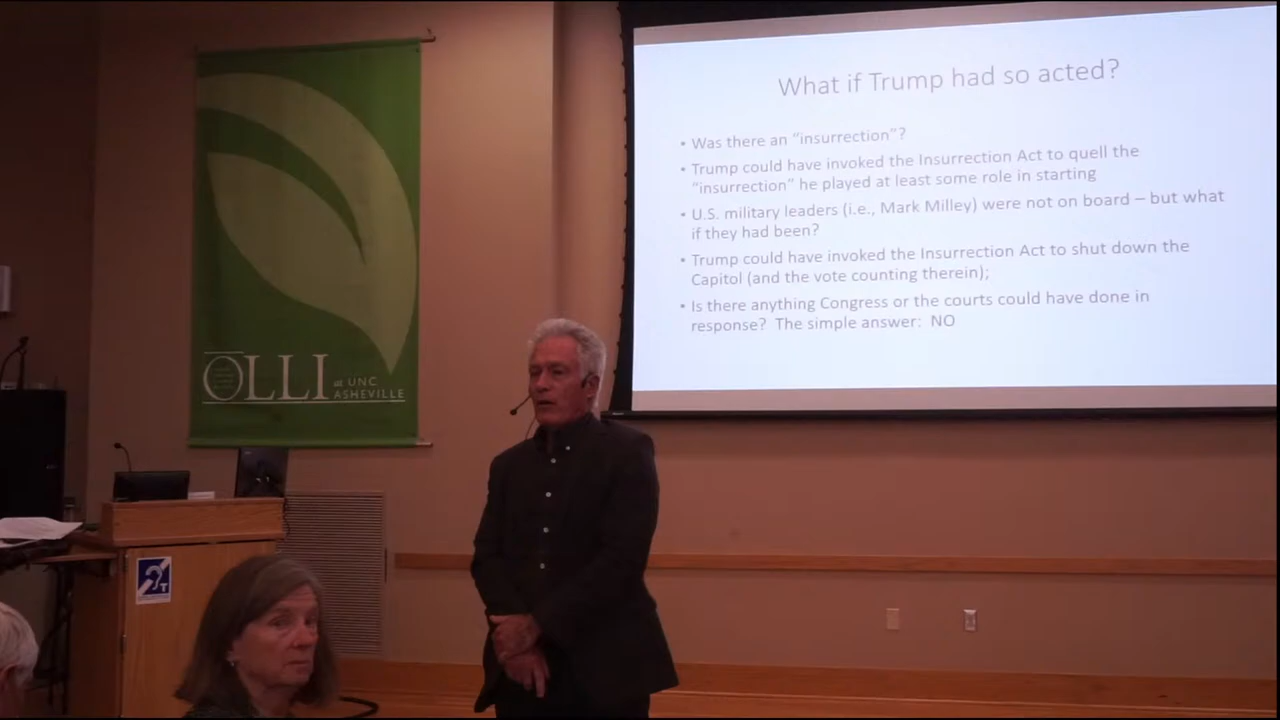 What if Trump had so acted?
• Was there an “insurrection”?
• Trump could have invoked the Insurrection Act to quell the
“insurrection” he played at least some role in starting
• U.S. military leaders (i.e., Mark Milley) were not on board – but what
if they had been?
• Trump could have invoked the Insurrection Act to shut down the
Capitol (and the vote counting therein);
• Is there anything Congress or the courts could have done in
response? The simple answer: NO
OLLI at UNC
ASHEVILLE
T